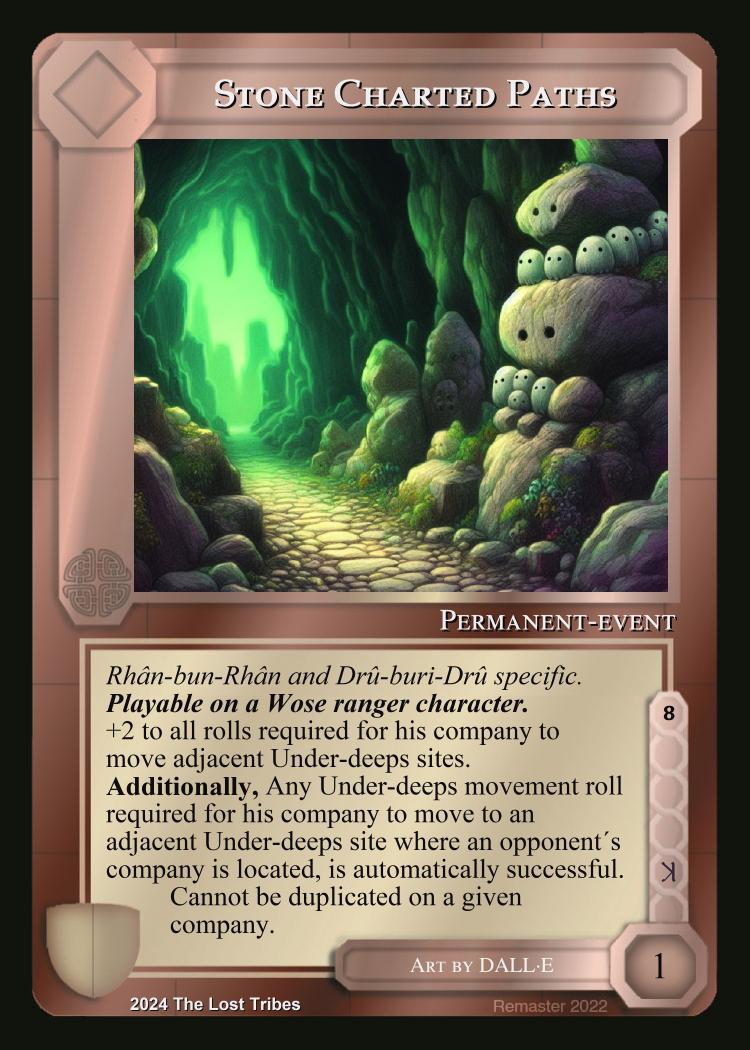 Stone Charted Paths
Permanent-event
Rhân-bun-Rhân and Drû-buri-Drû specific.
Playable on a Wose ranger character.
+2 to all rolls required for his company to
move adjacent Under-deeps sites.
Additionally, Any Under-deeps movement roll
required for his company to move to an
adjacent Under-deeps site where an opponent´s
company is located, is automatically successful.
Cannot be duplicated on a given
company.
8
Art by DALL·E
1
2024 The Lost Tribes
Remaster 2022